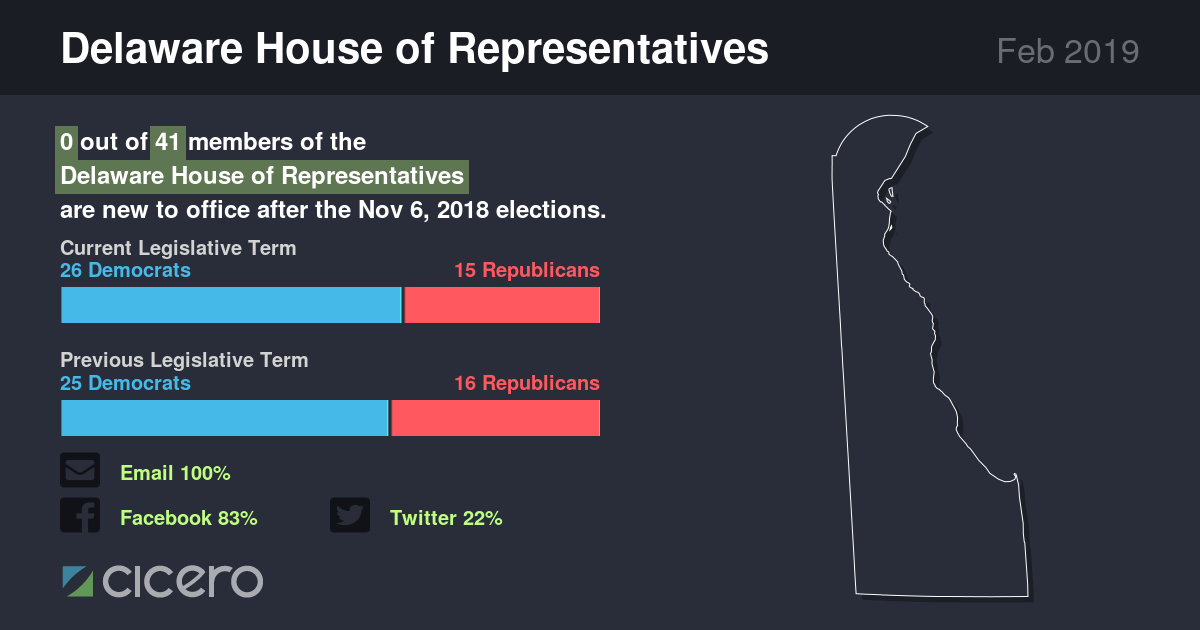 Delaware House of Representatives
Feb 2019
0 out of 41 members of the
Delaware House of Representatives
are new to office after the Nov 6, 2018 elections.
Current Legislative Term
26 Democrats 15 Republicans
Previous Legislative Term
25 Democrats 16 Republicans
Email 100%
Facebook 83% Twitter 22%
cicero